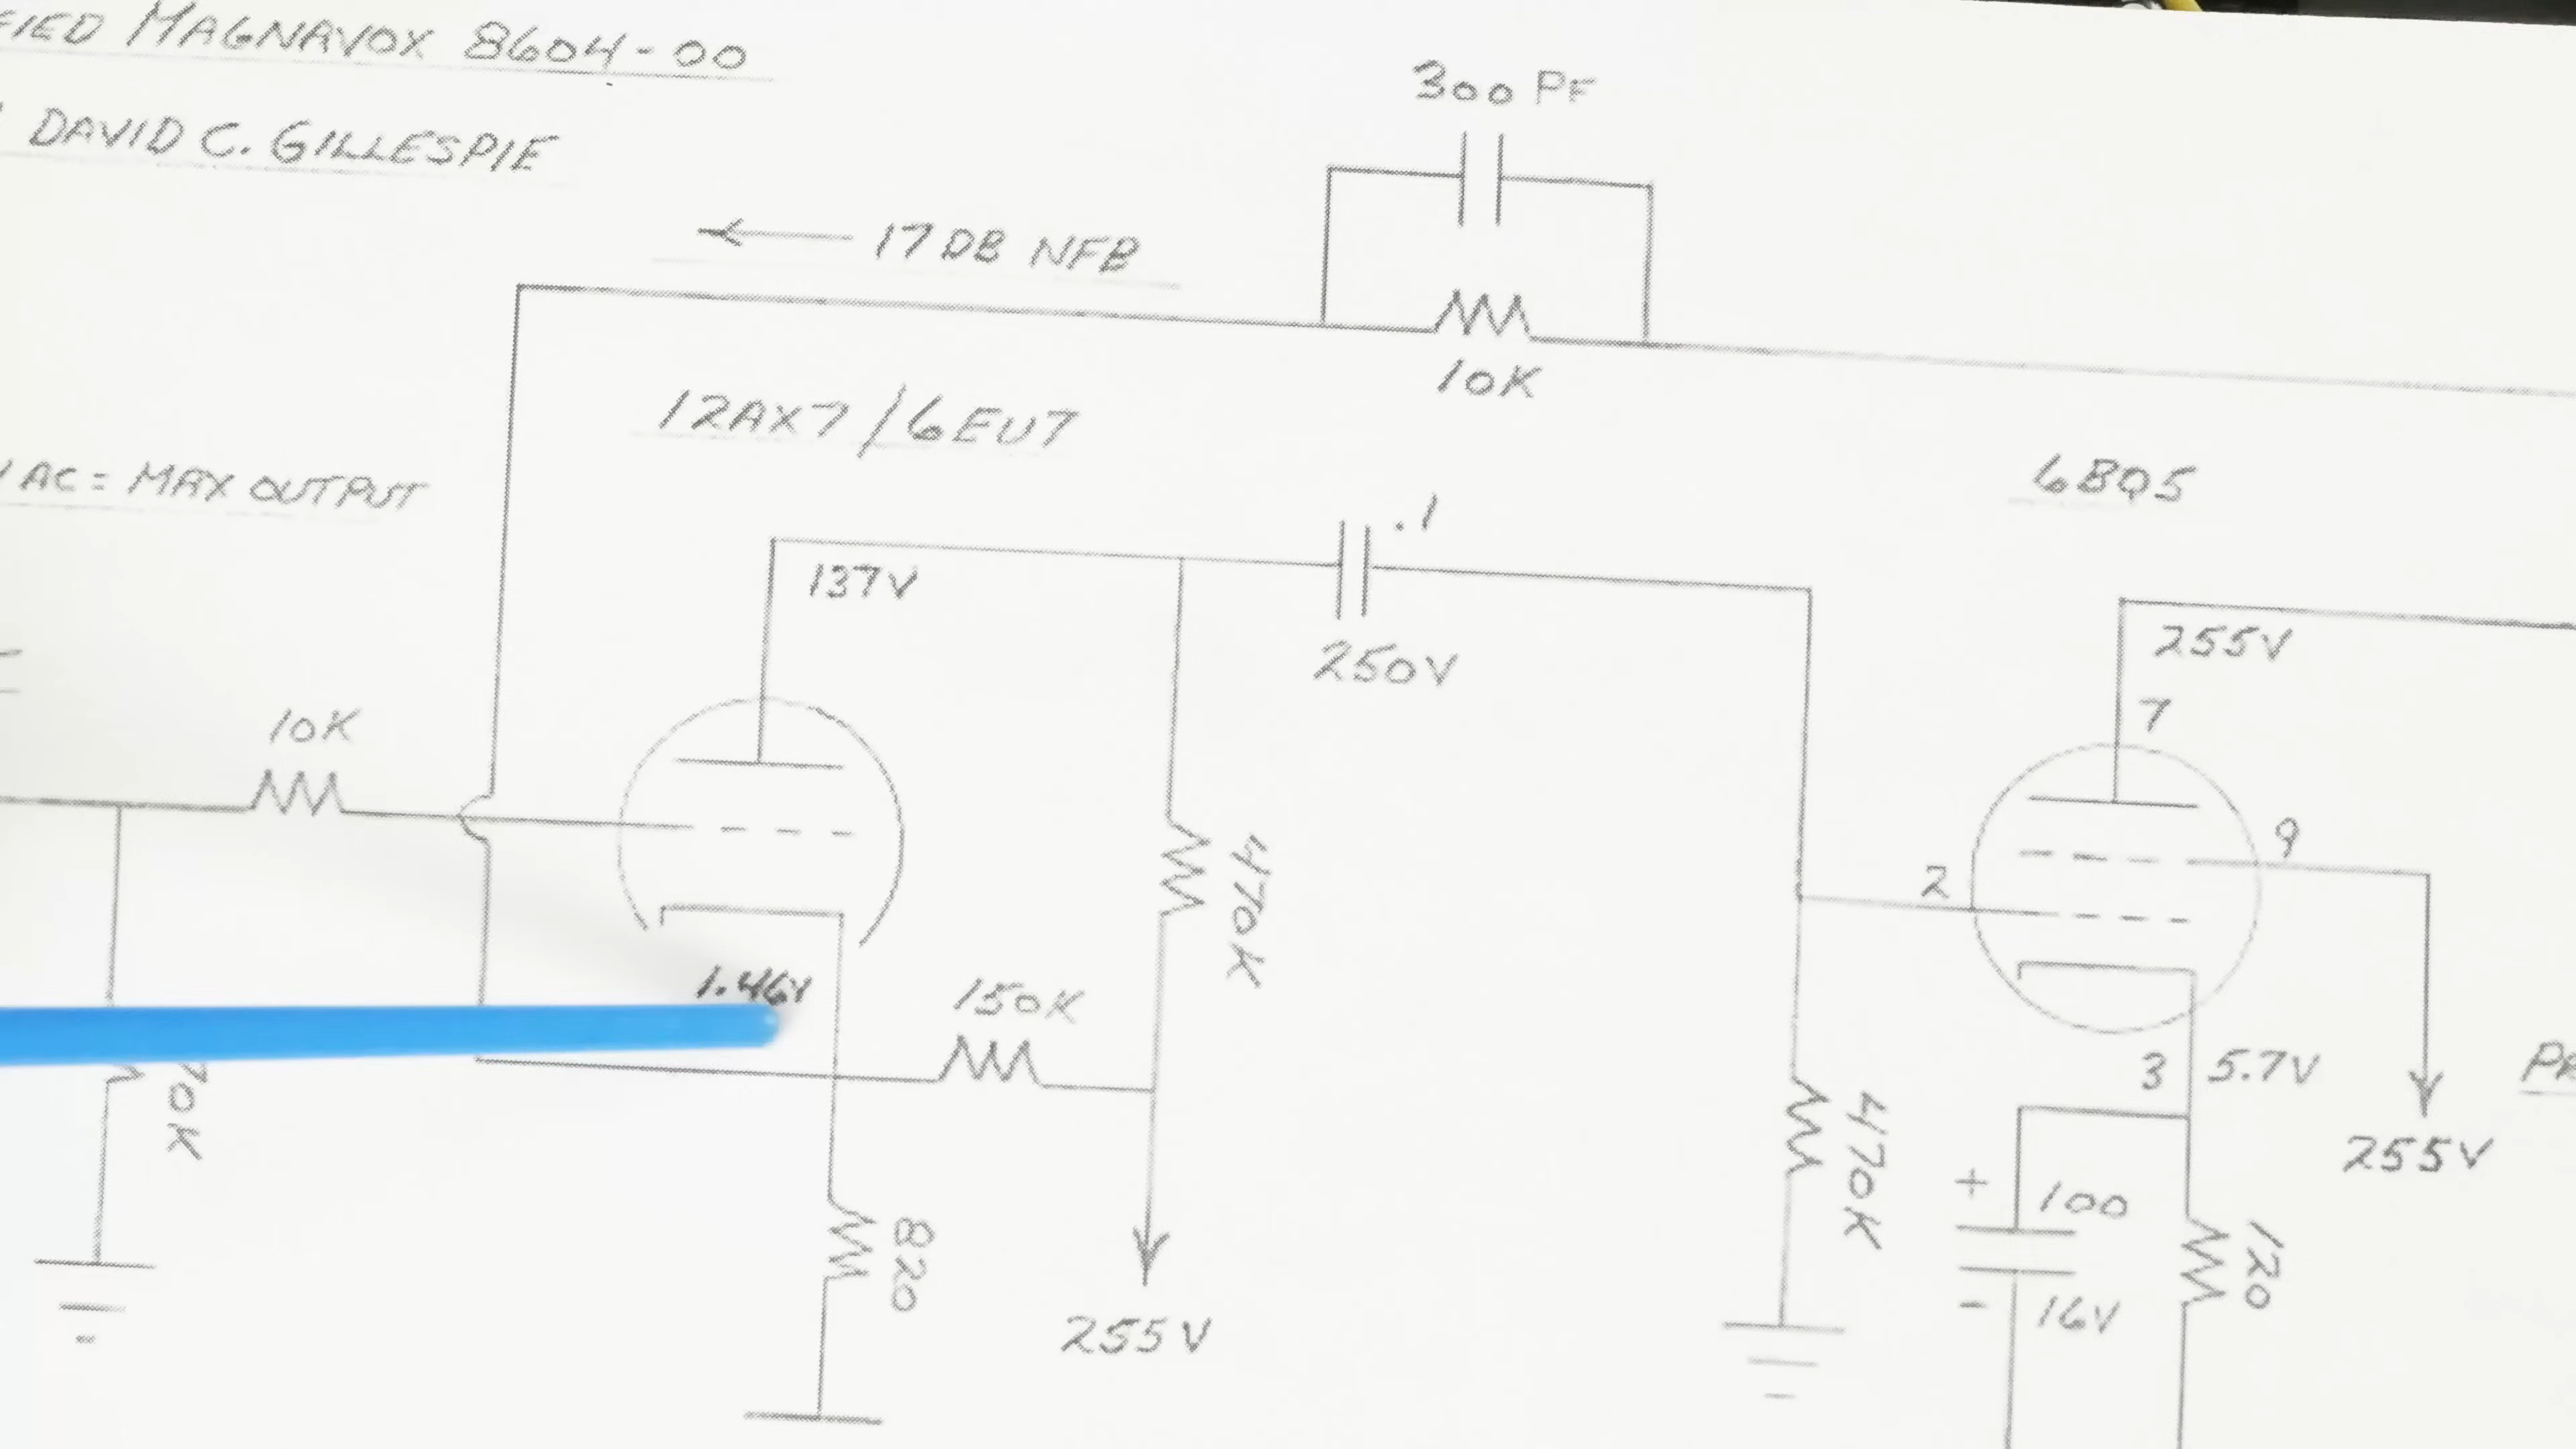 FIED MAGNAVOX 8604-00
DAVID C. GILLESPIE
300 PF
← 17 DB NFB
10K
12AX7/6EU7
AC = MAX OUTPUT
6BQ5
.1
137V
250V
255V
7
10K
470K
9
2
1.46V
150K
3
5.7V
70K
255V
470K
+
100
820
120
-
16V
255V